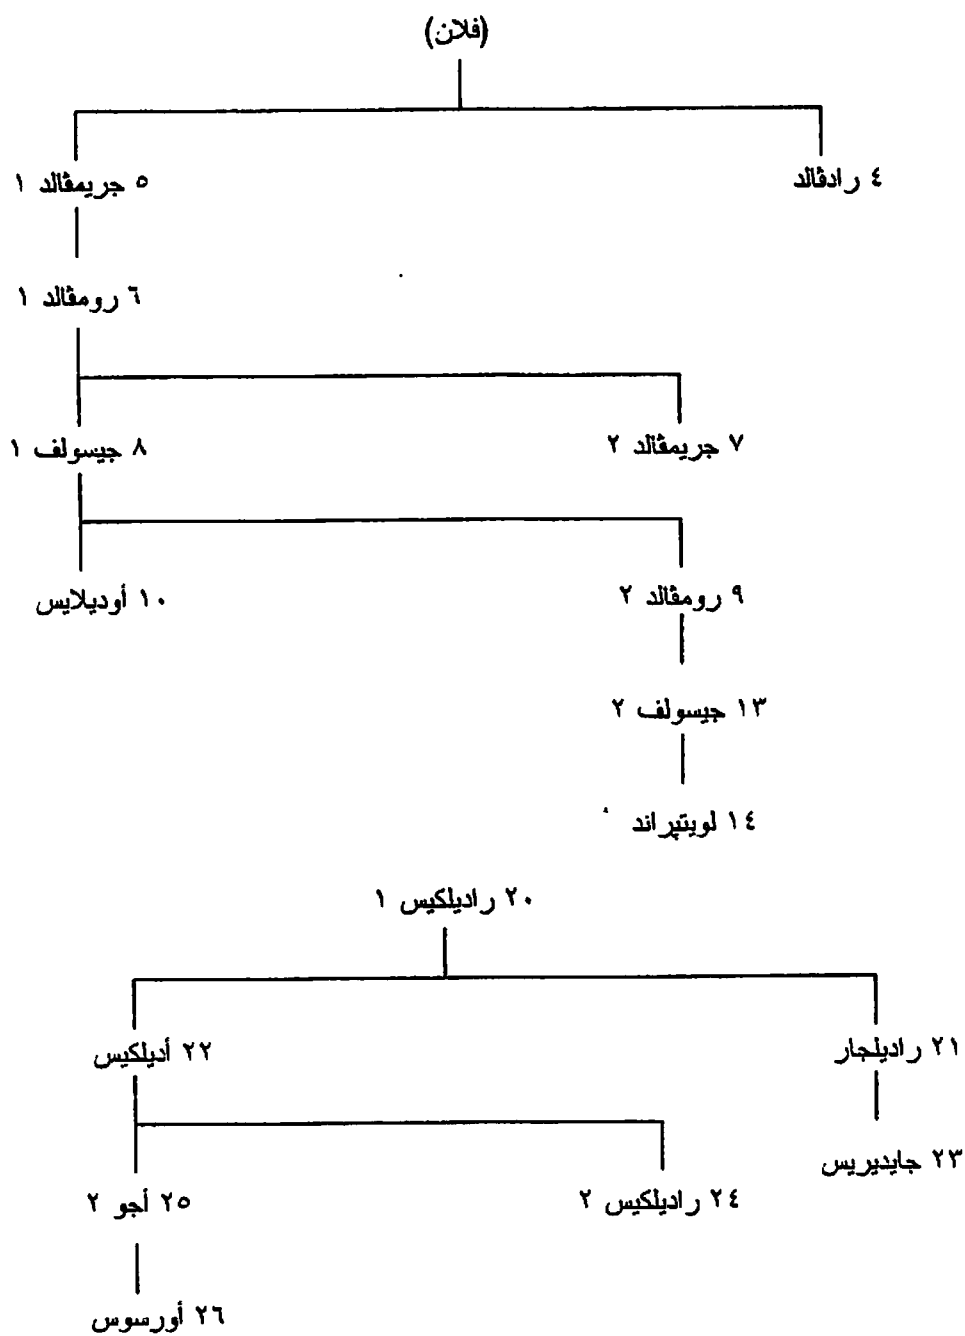 (فلان)
٤ رادڤالد
٥ جريمڤالد ١
٦ رومڤالد ١
٧ جريمڤالد ٢
٨ جيسولف ١
٩ رومڤالد ٢
١٠ أوديلايس
١٣ جيسولف ٢
١٤ لويتپراند
٢٠ راديلكيس ١
٢١ راديلجار
٢٢ أديلكيس
٢٣ جايديريس
٢٤ راديلكيس ٢
٢٥ أجو ٢
٢٦ أورسوس